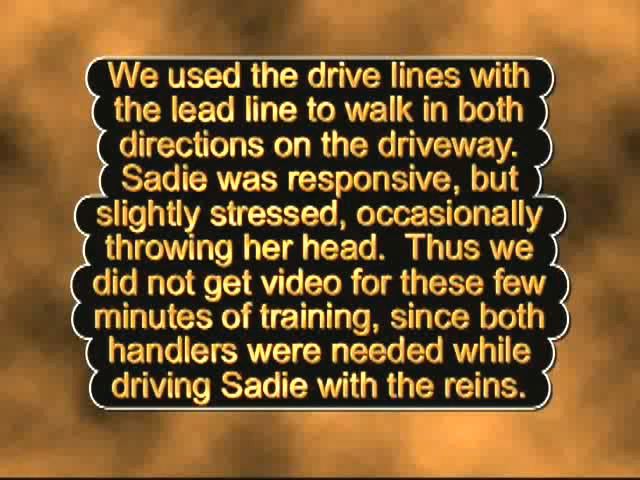 We used the drive lines with
the lead line to walk in both
directions on the driveway.
Sadie was responsive, but
slightly stressed, occasionally
throwing her head.  Thus we
did not get video for these few
minutes of training, since both
handlers were needed while
driving Sadie with the reins.